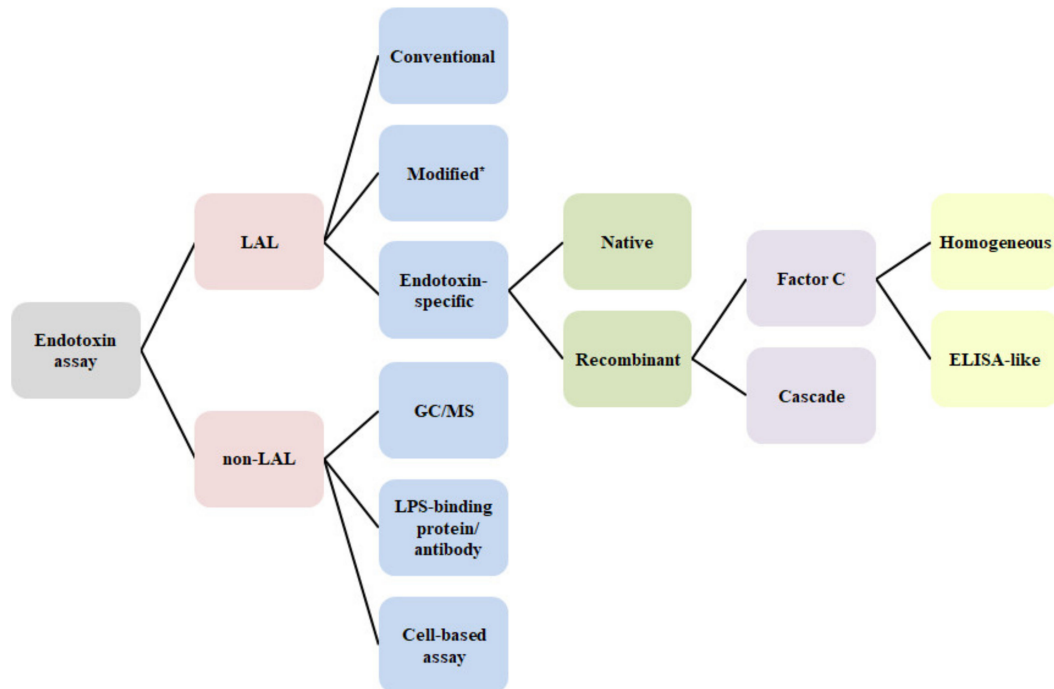 Conventional
Modified*
LAL
Native
Homogeneous
Endotoxin-
specific
Factor C
Endotoxin
assay
Recombinant
ELISA-like
GC/MS
Cascade
non-LAL
LPS-binding
protein/
antibody
Cell-based
assay